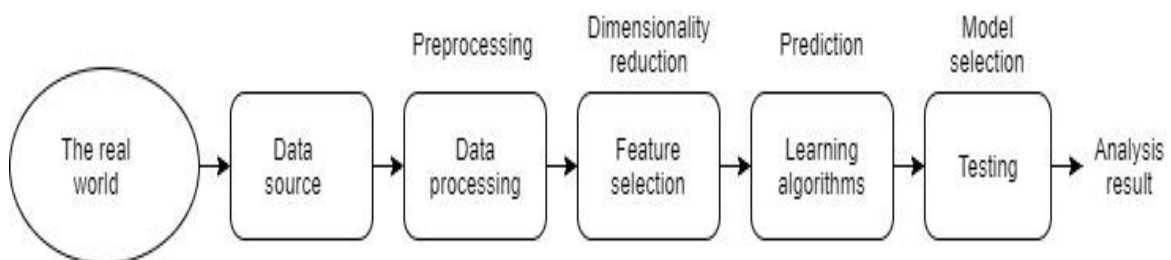 Preprocessing
Dimensionality
reduction
Prediction
Model
selection
The real
world
Data
source
Data
processing
Feature
selection
Learning
algorithms
Testing
Analysis
result